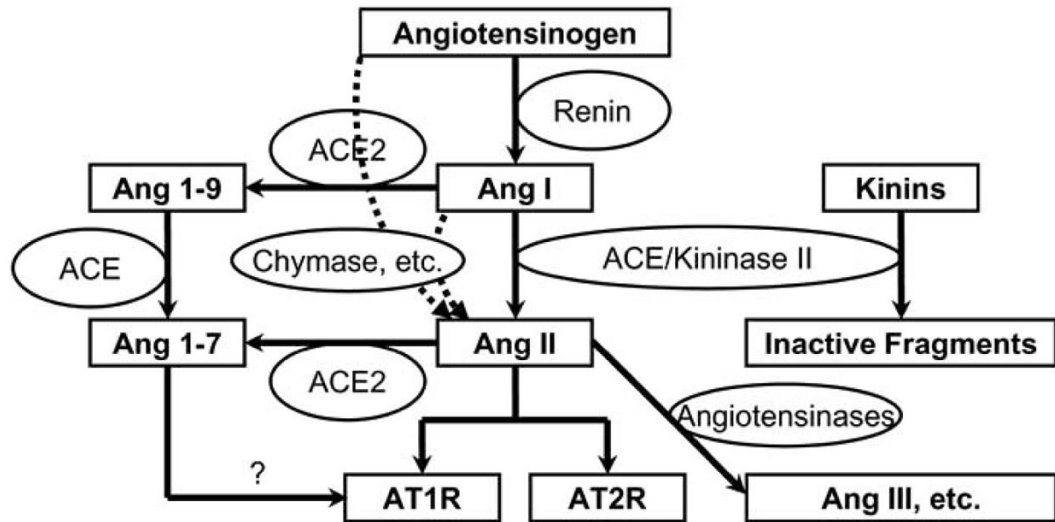 Angiotensinogen
Renin
ACE2
Ang 1-9
Ang I
Kinins
ACE
Chymase, etc.
ACE/Kininase II
Ang 1-7
Ang II
Inactive Fragments
ACE2
Angiotensinases
?
AT1R
AT2R
Ang III, etc.